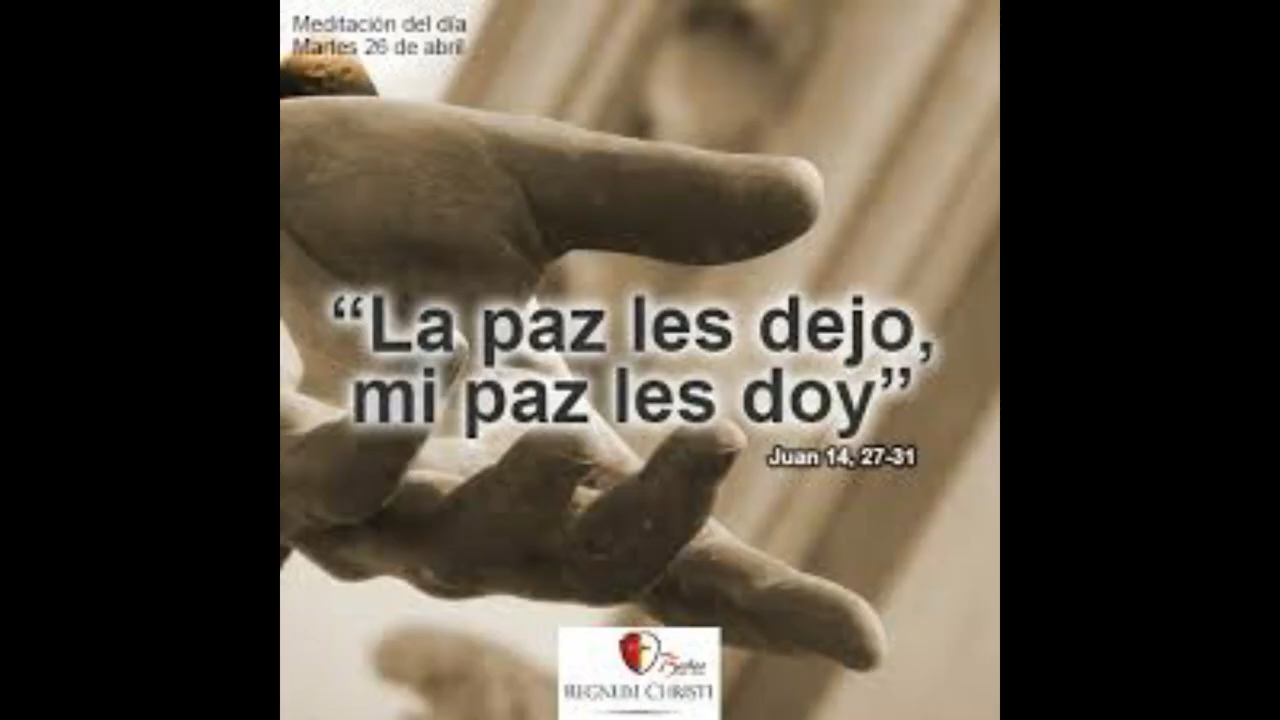 Meditación del día
Martes 26 de abril
“La paz les dejo,
mi paz les doy”
Juan 14, 27-31
REGNUM CHRISTI